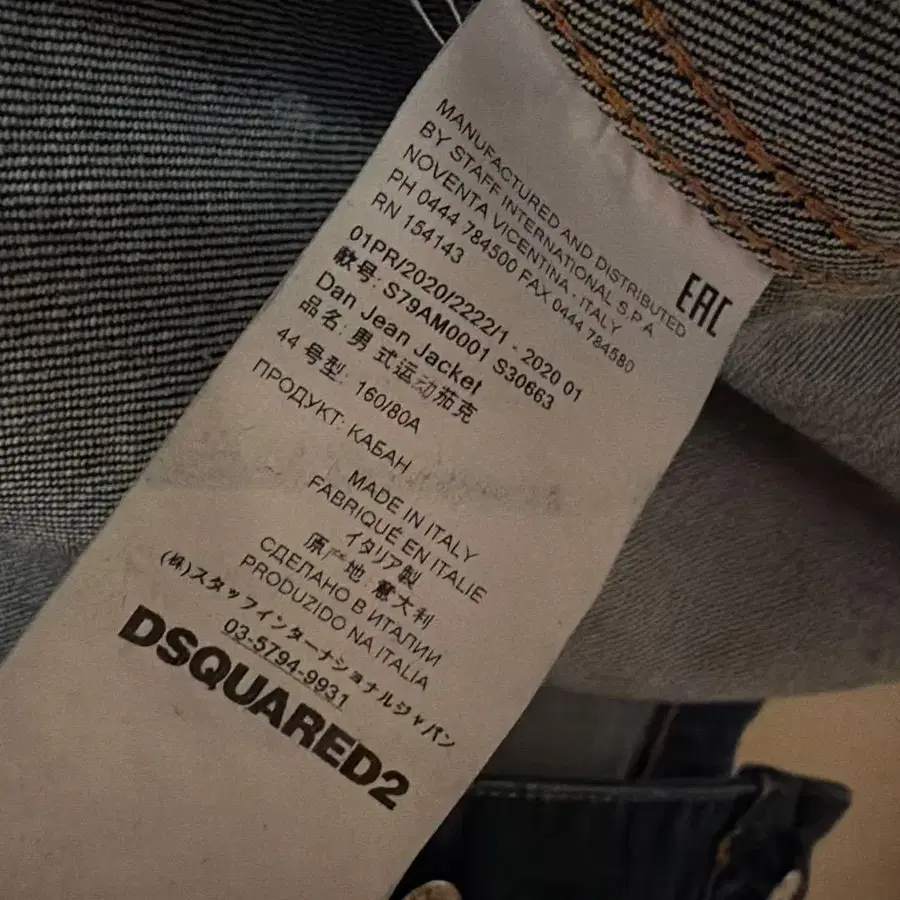 MANUFACTURED AND DISTRIBUTED
BY STAFF INTERNATIONAL S.P.A
NOVENTA VICENTINA, ITALY
PH 0444 784500 FAX 0444 784580
RN 154143
EAC
01PR/2020/2222/1 - 2020 01
款号: S79AM0001 S30663
Dan Jean Jacket
品名: 男式运动茄克
44 号型: 160/80A
ПРОДУКТ: КАБАН
MADE IN ITALY
FABRIQUÉ EN ITALIE
イタリア製
原产地: 意大利
СДЕЛАНО В ИТАЛИИ
PRODUZIDO NA ITALIA
(株)スタッフインターナショナルジャパン
03-5794-9931
DSQUARED2